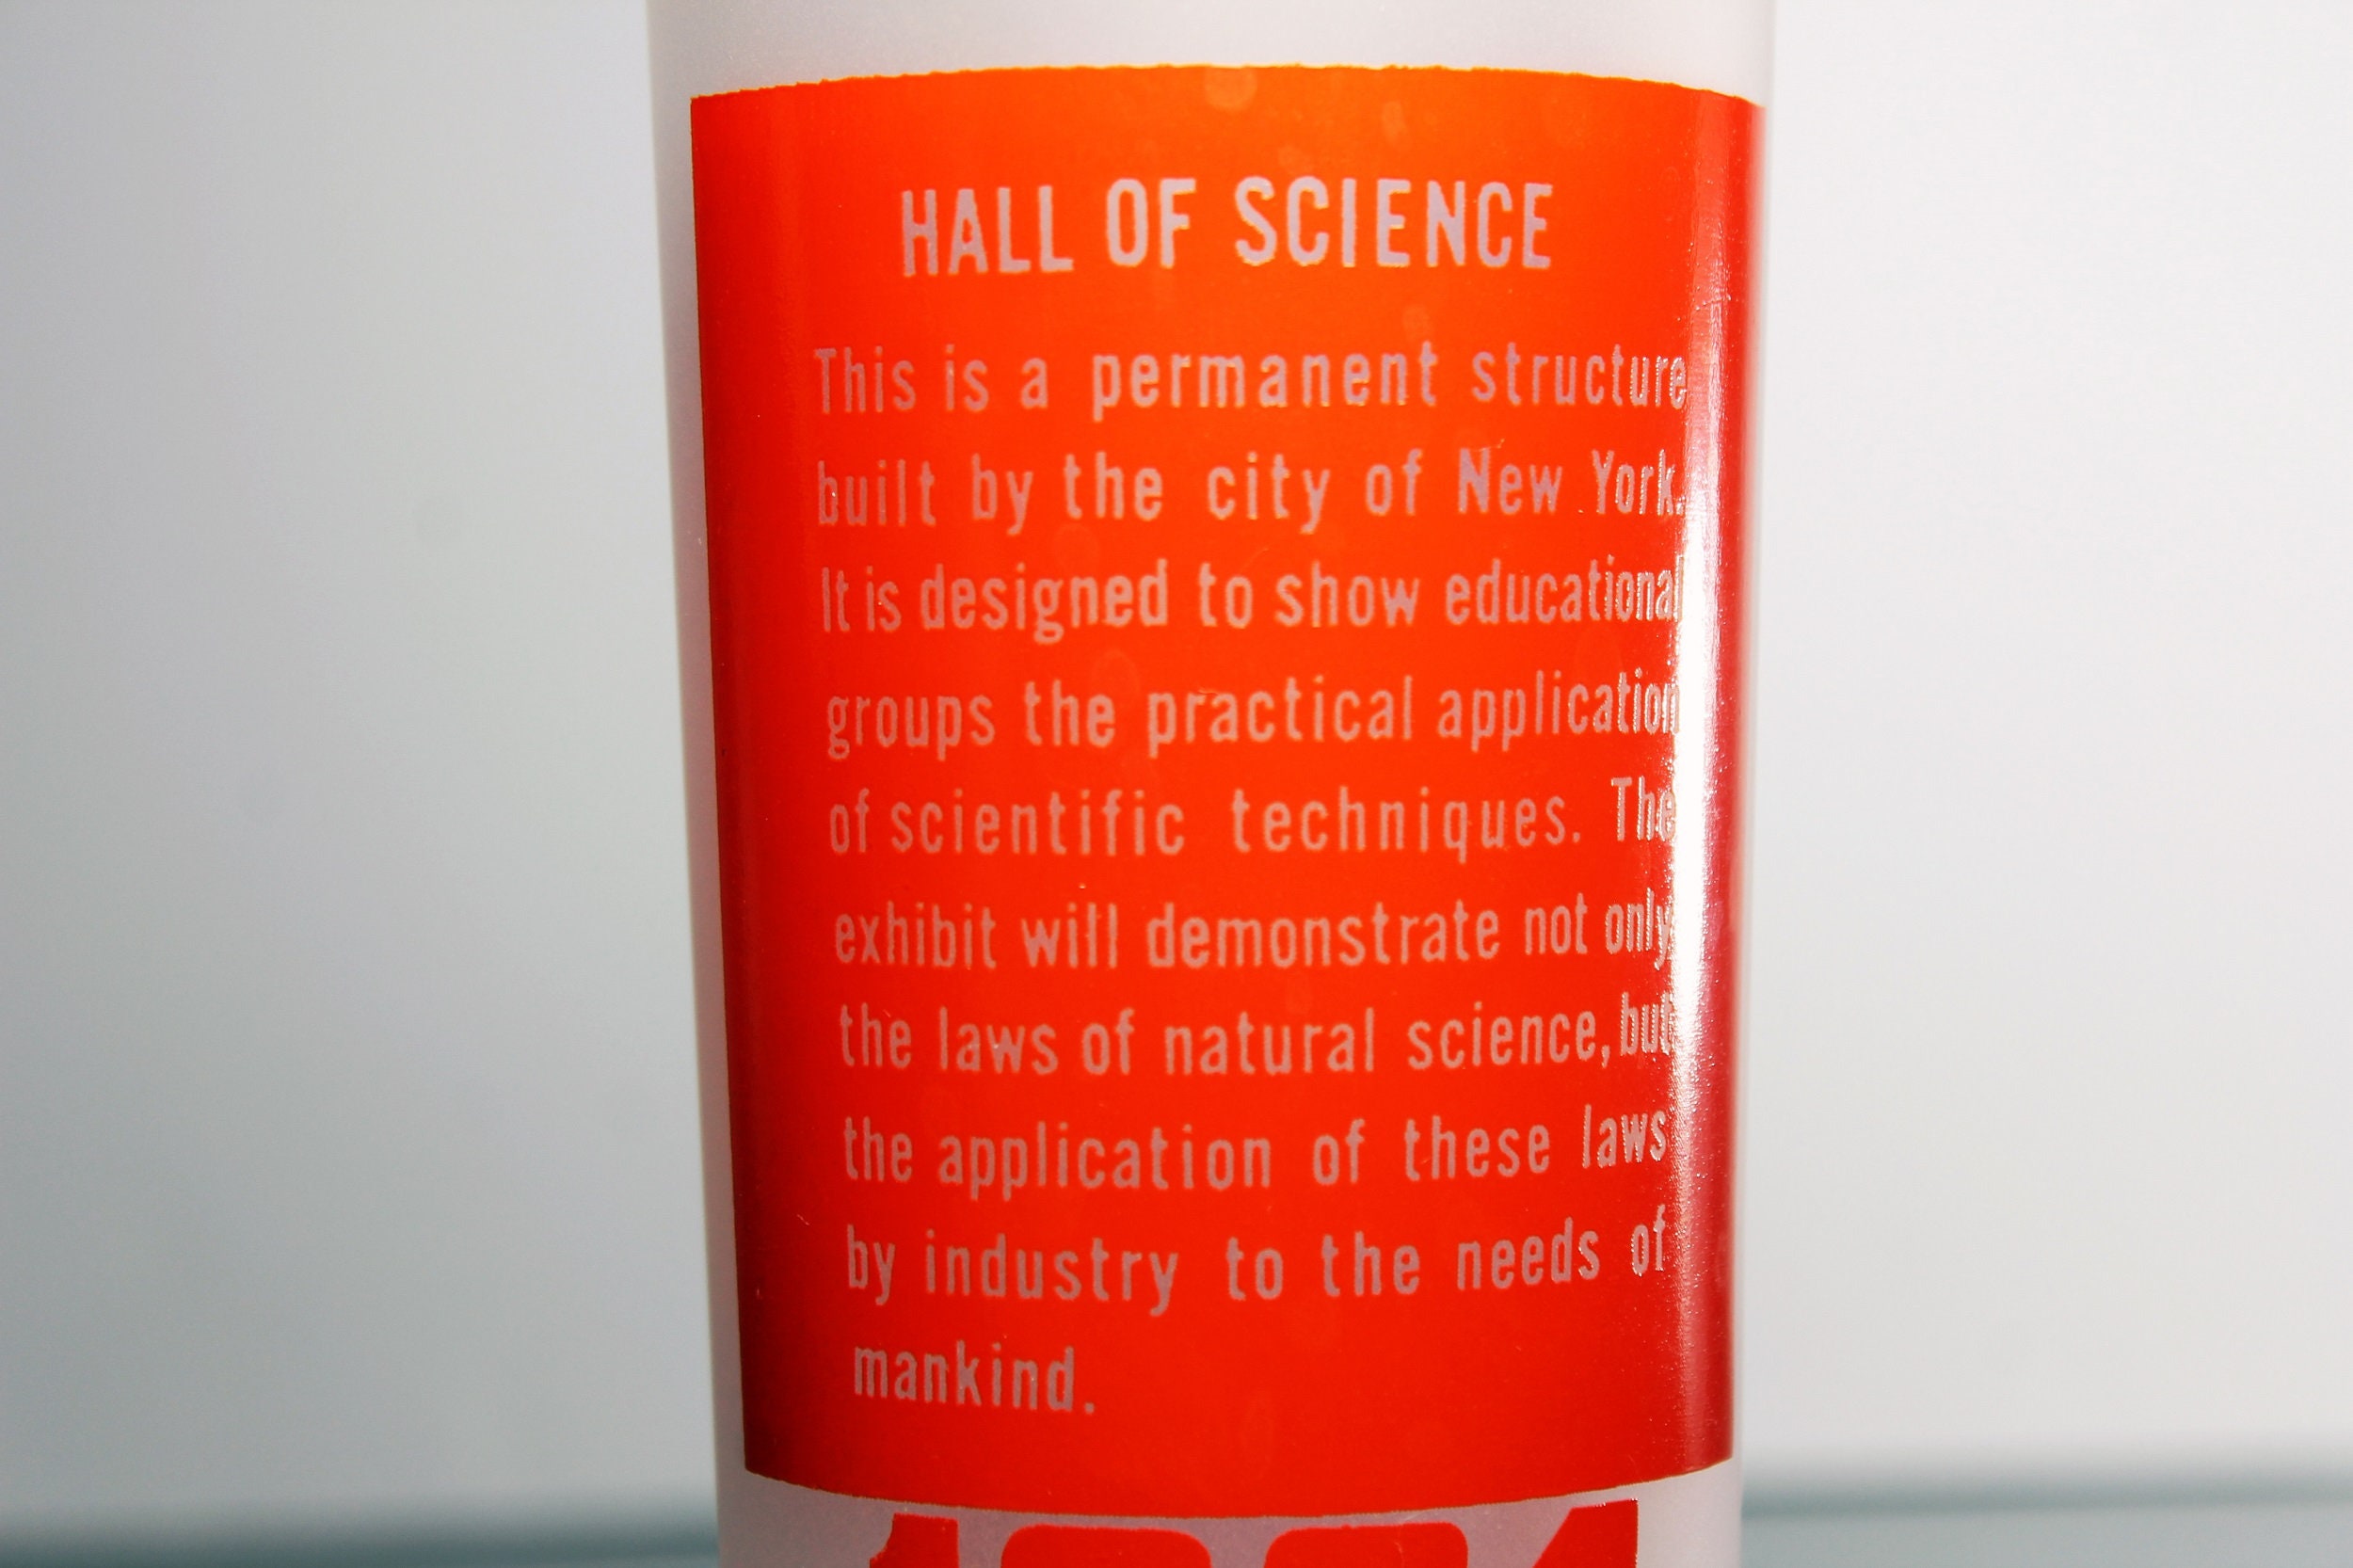 HALL OF SCIENCE
This is a permanent structure
built by the city of New York.
It is designed to show educational
groups the practical application
of scientific techniques. The
exhibit will demonstrate not only
the laws of natural science, but
the application of these laws
by industry to the needs of
mankind.